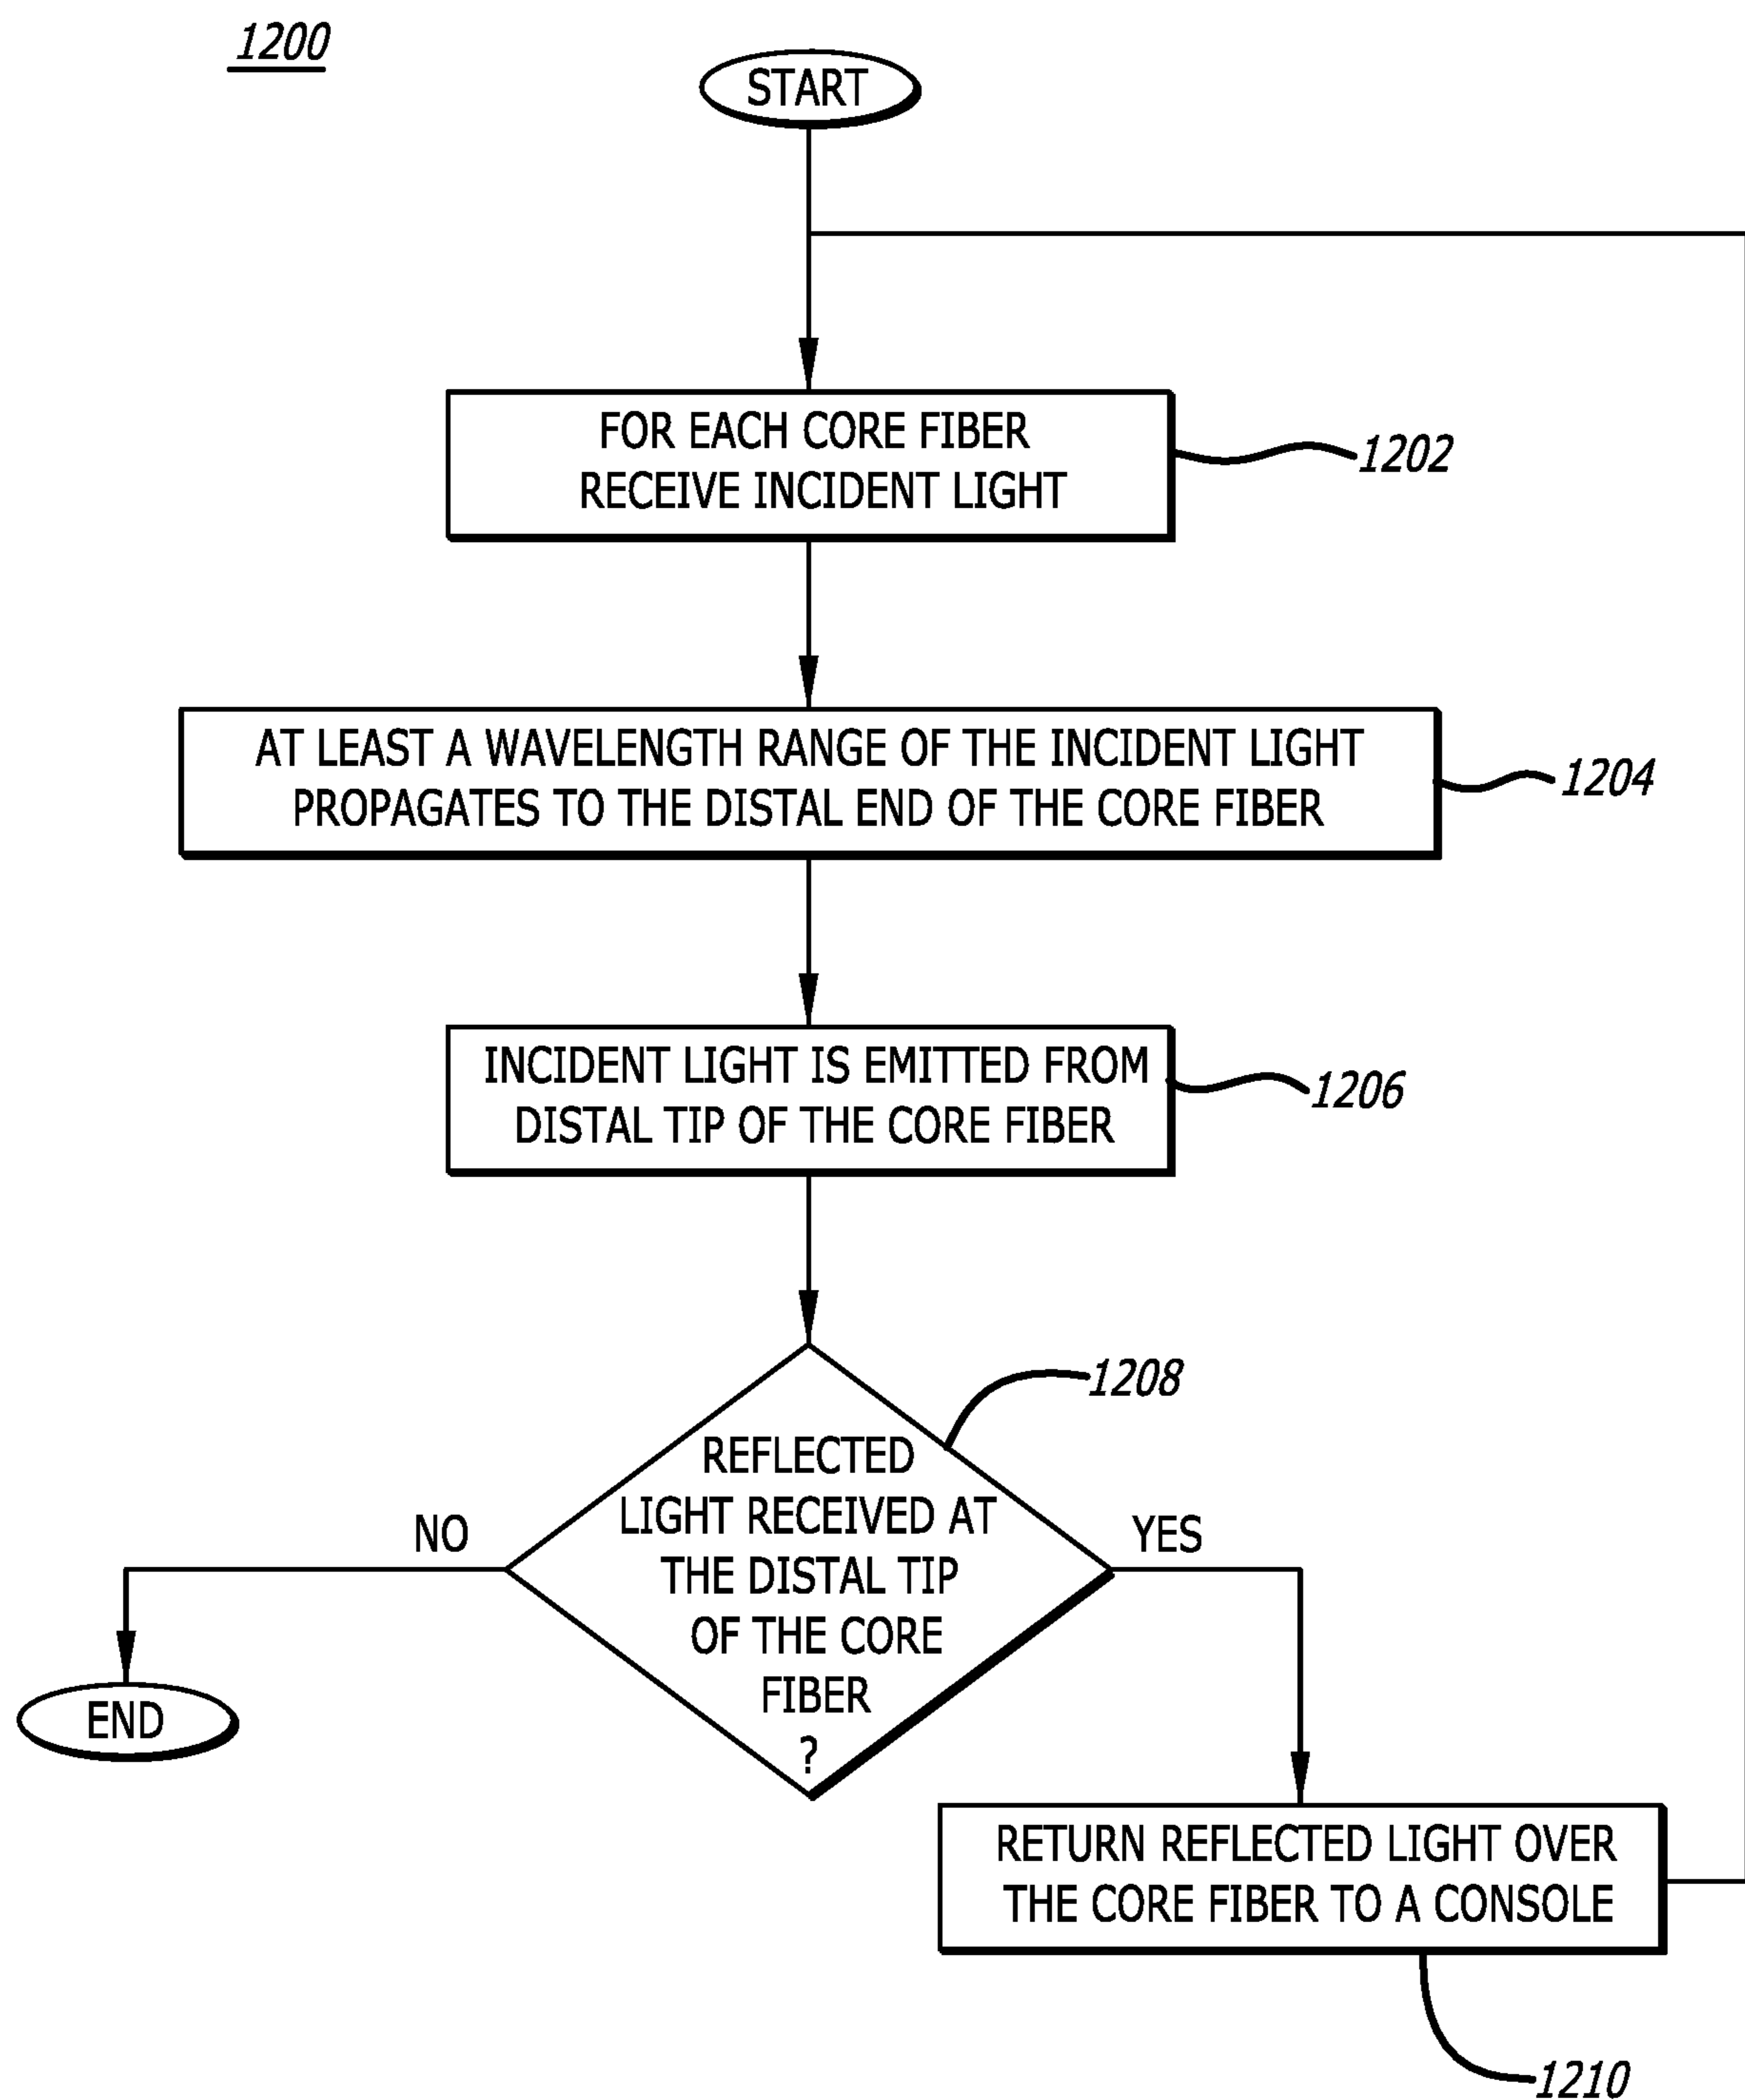 1200
START
FOR EACH CORE FIBER
RECEIVE INCIDENT LIGHT
1202
AT LEAST A WAVELENGTH RANGE OF THE INCIDENT LIGHT
PROPAGATES TO THE DISTAL END OF THE CORE FIBER
1204
INCIDENT LIGHT IS EMITTED FROM
DISTAL TIP OF THE CORE FIBER
1206
1208
REFLECTED
LIGHT RECEIVED AT
THE DISTAL TIP
OF THE CORE
FIBER
?
NO
YES
END
RETURN REFLECTED LIGHT OVER
THE CORE FIBER TO A CONSOLE
1210